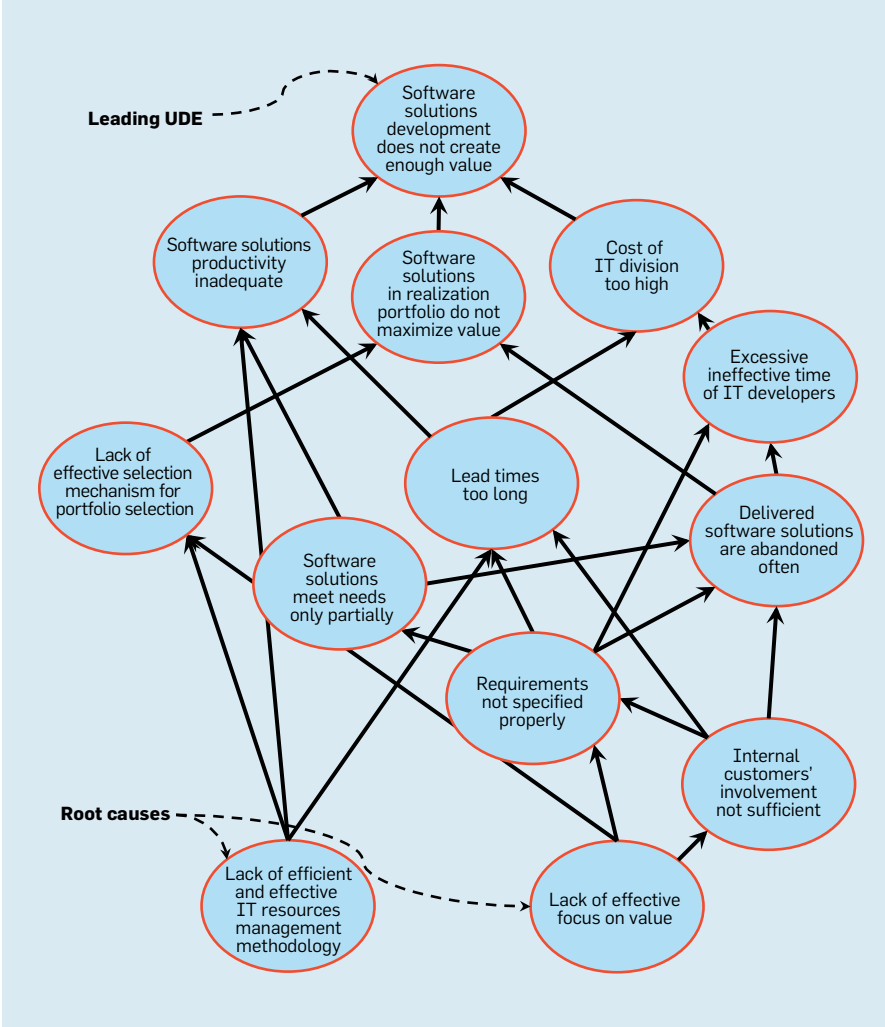 Leading UDE
Software
solutions
development
does not create
enough value
Software solutions
productivity
inadequate
Software
solutions
in realization
portfolio do not
maximize value
Cost of
IT division
too high
Excessive
ineffective time
of IT developers
Lack of
effective selection
mechanism for
portfolio selection
Lead times
too long
Delivered
software solutions
are abandoned
often
Software
solutions
meet needs
only partially
Requirements
not specified
properly
Internal
customers'
involvement
not sufficient
Root causes
Lack of efficient
and effective
IT resources
management
methodology
Lack of effective
focus on value